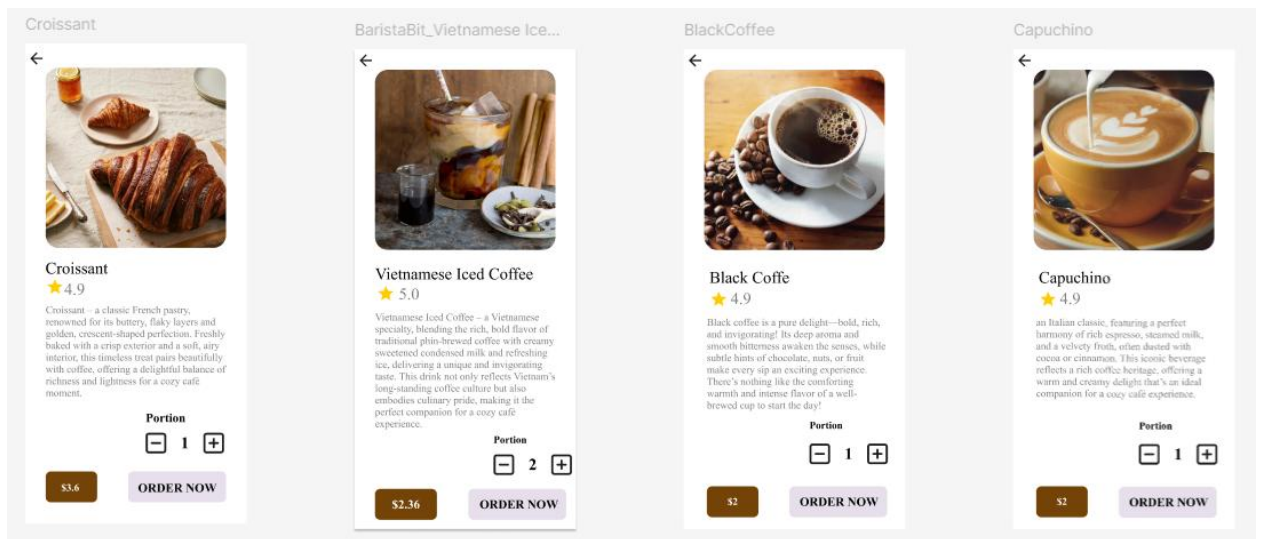 Croissant
Croissant
4.9
Croissant – a classic French pastry,
renowned for its buttery, flaky layers and
golden, crescent-shaped perfection. Freshly
baked with a crisp exterior and a soft, airy
interior, this timeless treat pairs beautifully
with coffee, offering a delightful balance of
richness and lightness for a cozy café
moment.
Portion
1
$3.6
ORDER NOW
BaristaBit_Vietnamese Ice...
Vietnamese Iced Coffee
5.0
Vietnamese Iced Coffee – a Vietnamese
specialty, blending the rich, bold flavor of
traditional phin-brewed coffee with creamy
sweetened condensed milk and refreshing
ice, delivering a unique and invigorating
taste. This drink not only reflects Vietnam's
long-standing coffee culture but also
embodies culinary pride, making it the
perfect companion for a cozy café
experience.
Portion
2
$2.36
ORDER NOW
BlackCoffee
Black Coffe
4.9
Black coffee is a pure delight—bold, rich,
and invigorating! Its deep aroma and
smooth bitterness awaken the senses, while
subtle hints of chocolate, nuts, or fruit
make every sip an exciting experience.
There's nothing like the comforting
warmth and intense flavor of a well-
brewed cup to start the day!
Portion
1
$2
ORDER NOW
Capuchino
Capuchino
4.9
an Italian classic, featuring a perfect
harmony of rich espresso, steamed milk,
and a velvety froth, often dusted with
cocoa or cinnamon. This iconic beverage
reflects a rich coffee heritage, offering a
warm and creamy delight that's an ideal
companion for a cozy café experience.
Portion
1
$2
ORDER NOW